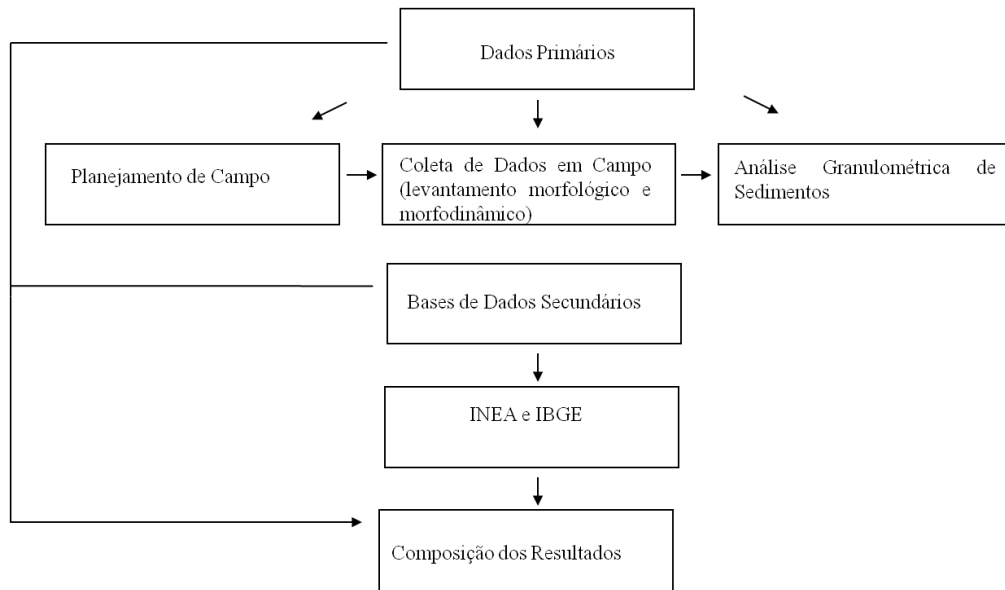 Dados Primários
Planejamento de Campo
Coleta de Dados em Campo
(levantamento morfológico e
morfodinâmico)
Análise Granulométrica de
Sedimentos
Bases de Dados Secundários
INEA e IBGE
Composição dos Resultados